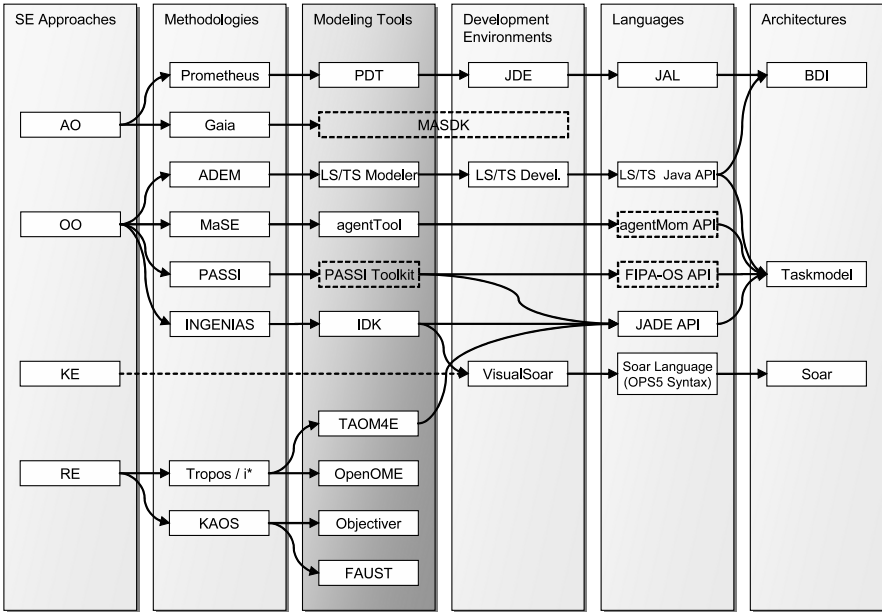 SE Approaches
Methodologies
Modeling Tools
Development
Environments
Languages
Architectures
Prometheus
PDT
JDE
JAL
BDI
AO
Gaia
MASDK
ADEM
LS/TS Modeler
LS/TS Devel.
LS/TS Java API
OO
MaSE
agentTool
agentMom API
PASSI
PASSI Toolkit
FIPA-OS API
Taskmodel
INGENIAS
IDK
JADE API
KE
VisualSoar
Soar Language
(OPS5 Syntax)
Soar
TAOM4E
RE
Tropos / i*
OpenOME
KAOS
Objectiver
FAUST